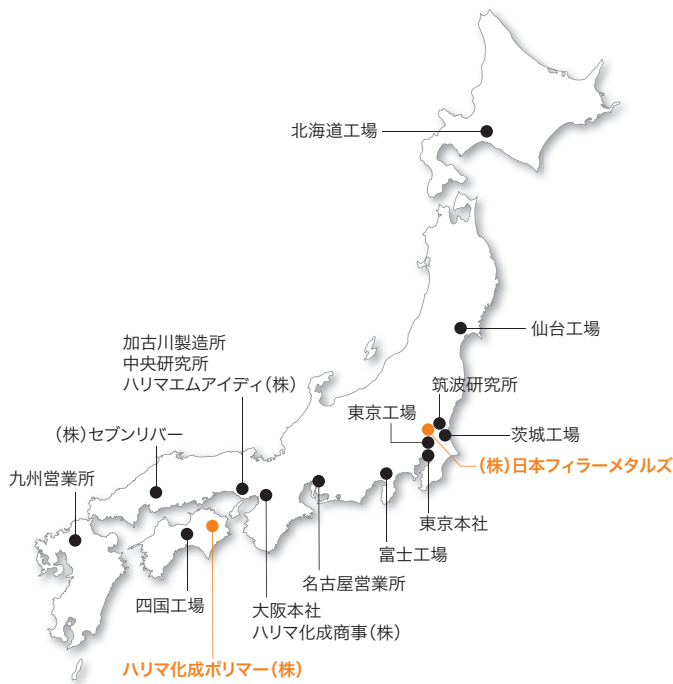 北海道工場
仙台工場
加古川製造所
中央研究所
ハリマエムアイディ(株)
筑波研究所
東京工場
(株)セブンリバー
茨城工場
(株)日本フィラーメタルズ
九州営業所
東京本社
富士工場
名古屋営業所
四国工場
大阪本社
ハリマ化成商事(株)
ハリマ化成ポリマー(株)